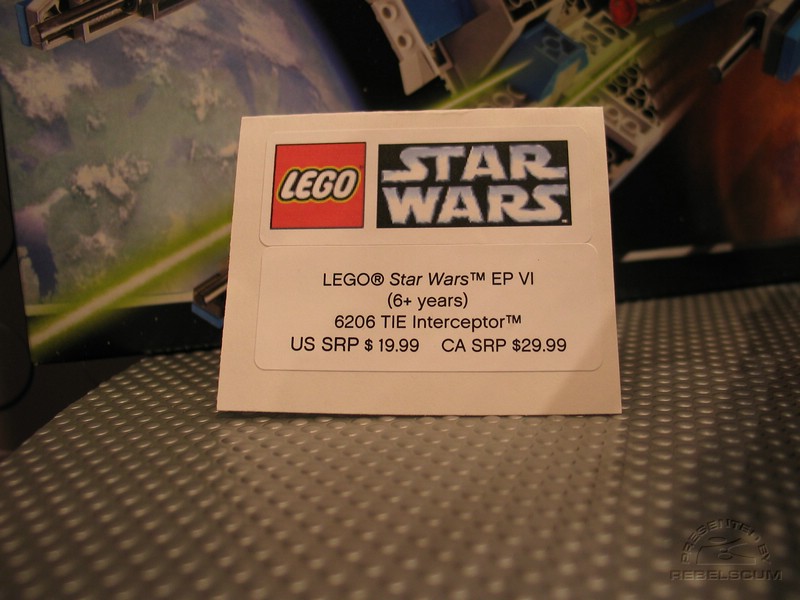 LEGO
STAR
WARS
LEGO® Star Wars™ EP VI
(6+ years)
6206 TIE Interceptor™
US SRP $ 19.99 CA SRP $29.99
PRESENTED BY
REBELSCUM